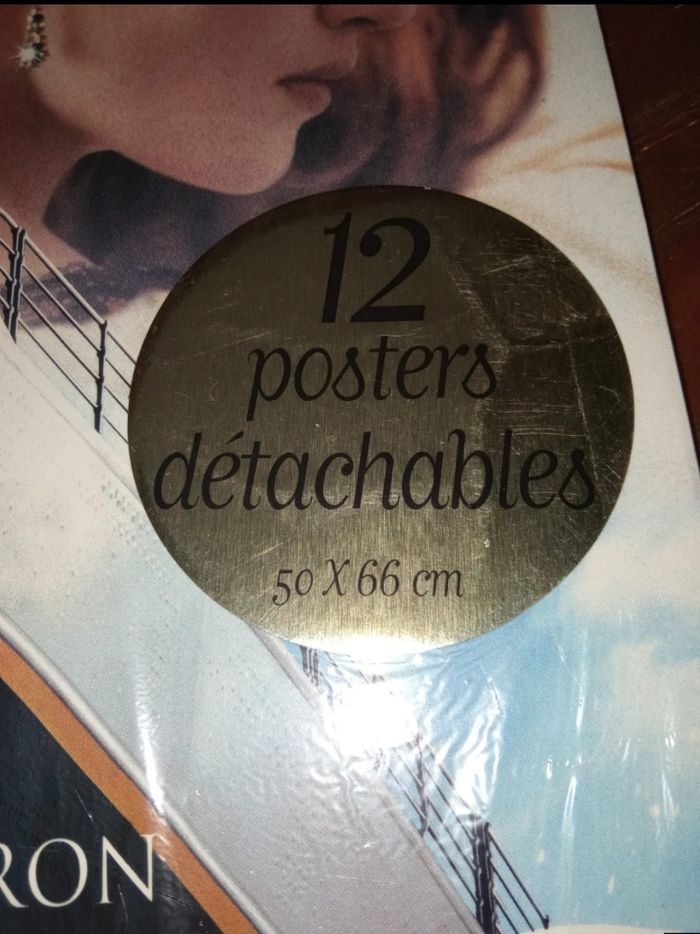 12
posters
détachables
50 X 66 cm
RON